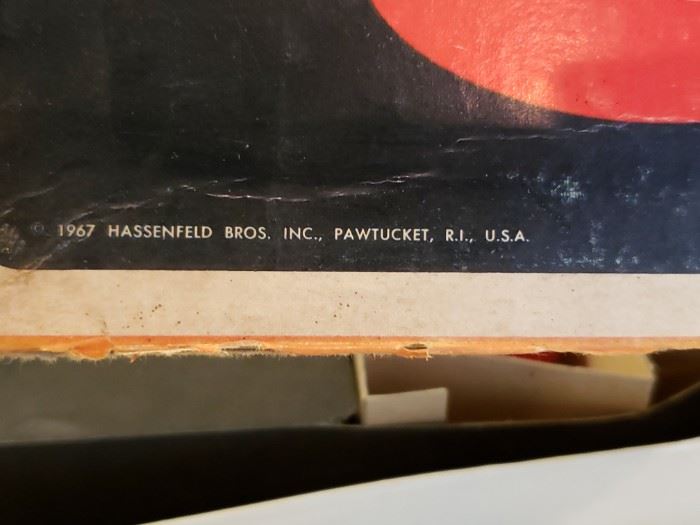 © 1967 HASSENFELD BROS. INC., PAWTUCKET, R.I., U.S.A.